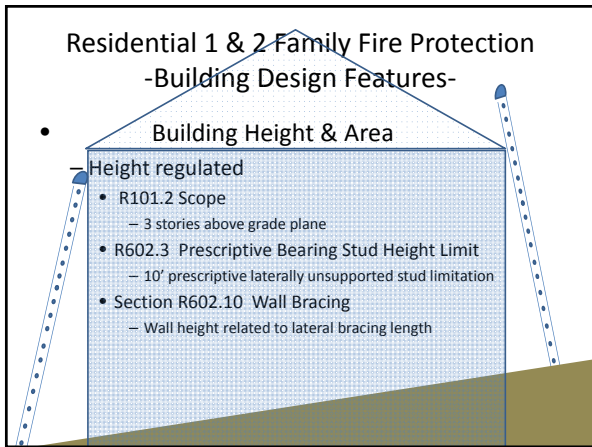 Residential 1 & 2 Family Fire Protection
-Building Design Features-
• Building Height & Area
– Height regulated
• R101.2 Scope
– 3 stories above grade plane
• R602.3 Prescriptive Bearing Stud Height Limit
– 10’ prescriptive laterally unsupported stud limitation
• Section R602.10 Wall Bracing
– Wall height related to lateral bracing length